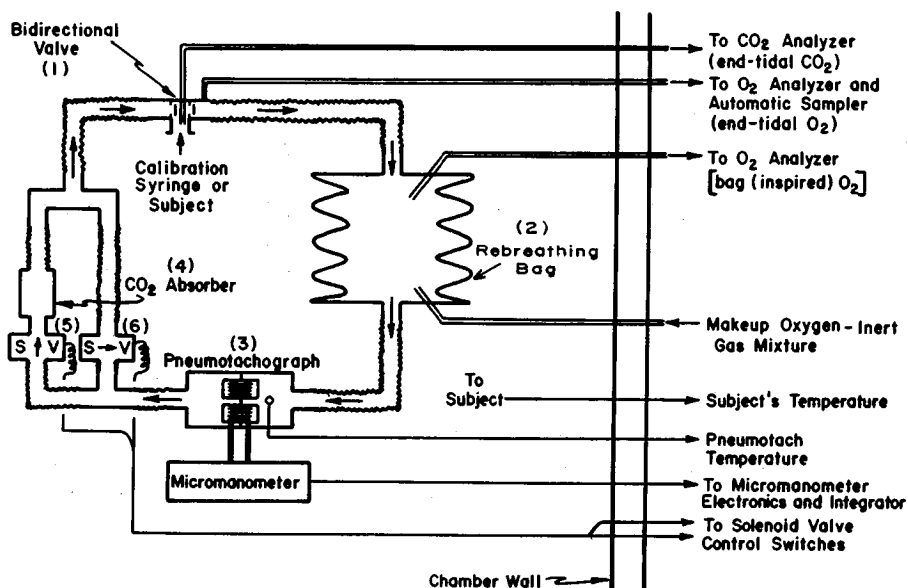 Bidirectional
Valve
(1)
To CO2 Analyzer
(end-tidal CO2)
To O2 Analyzer and
Automatic Sampler
(end-tidal O2)
Calibration
Syringe or
Subject
To O2 Analyzer
[bag (inspired) O2]
(2)
Rebreathing
Bag
(4)
CO2 Absorber
(5)
(6)
S V
S V
(3)
Pneumotachograph
Makeup Oxygen-Inert
Gas Mixture
To
Subject
Subject's Temperature
Pneumotach
Temperature
Micromanometer
To Micromanometer
Electronics and Integrator
To Solenoid Valve
Control Switches
Chamber Wall